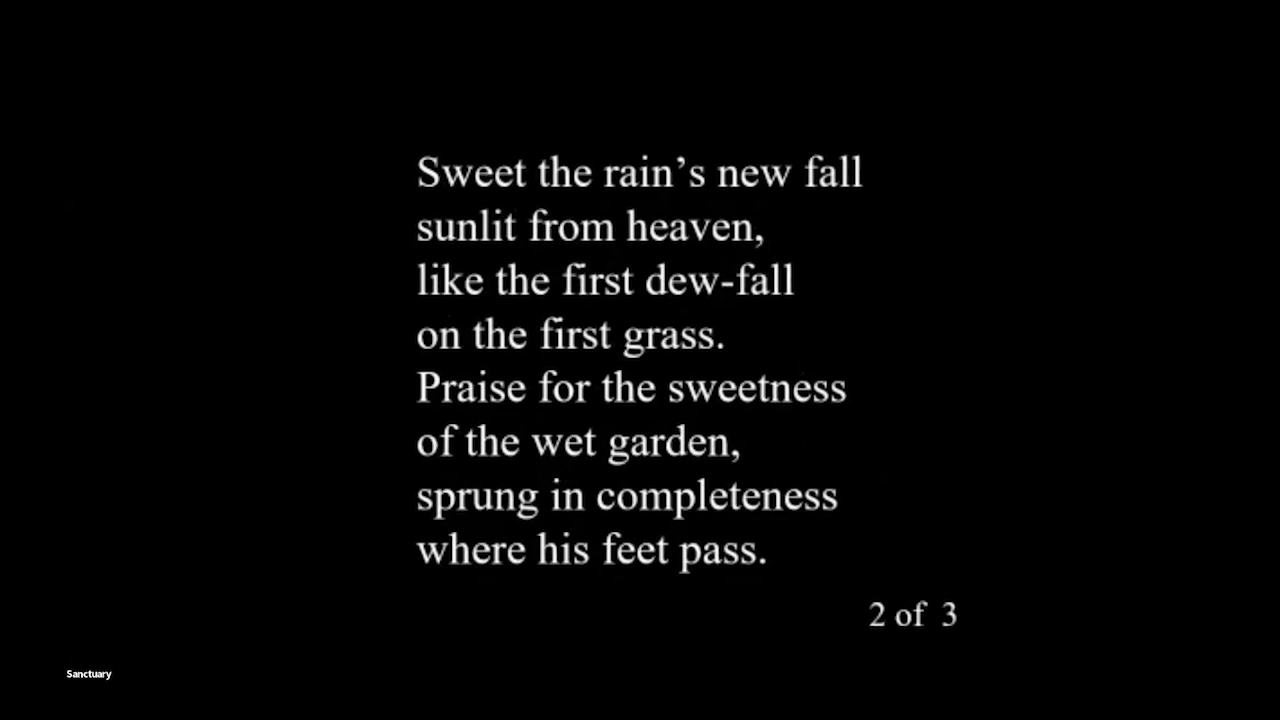 Sweet the rain’s new fall
sunlit from heaven,
like the first dew-fall
on the first grass.
Praise for the sweetness
of the wet garden,
sprung in completeness
where his feet pass.
2 of 3
Sanctuary